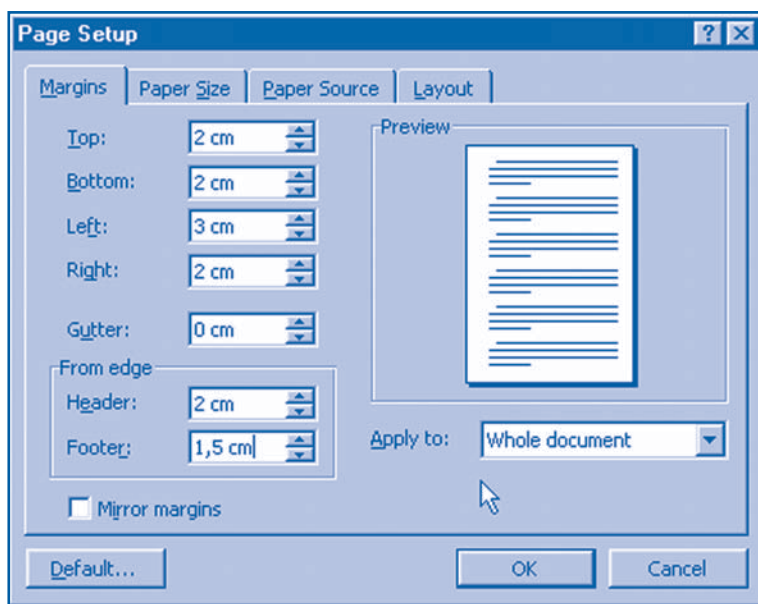 Page Setup
Margins Paper Size Paper Source Layout
Top: 2 cm
Bottom: 2 cm
Left: 3 cm
Right: 2 cm
Gutter: 0 cm
From edge
Header: 2 cm
Footer: 1,5 cm
Mirror margins
Preview
Apply to: Whole document
Default... OK Cancel